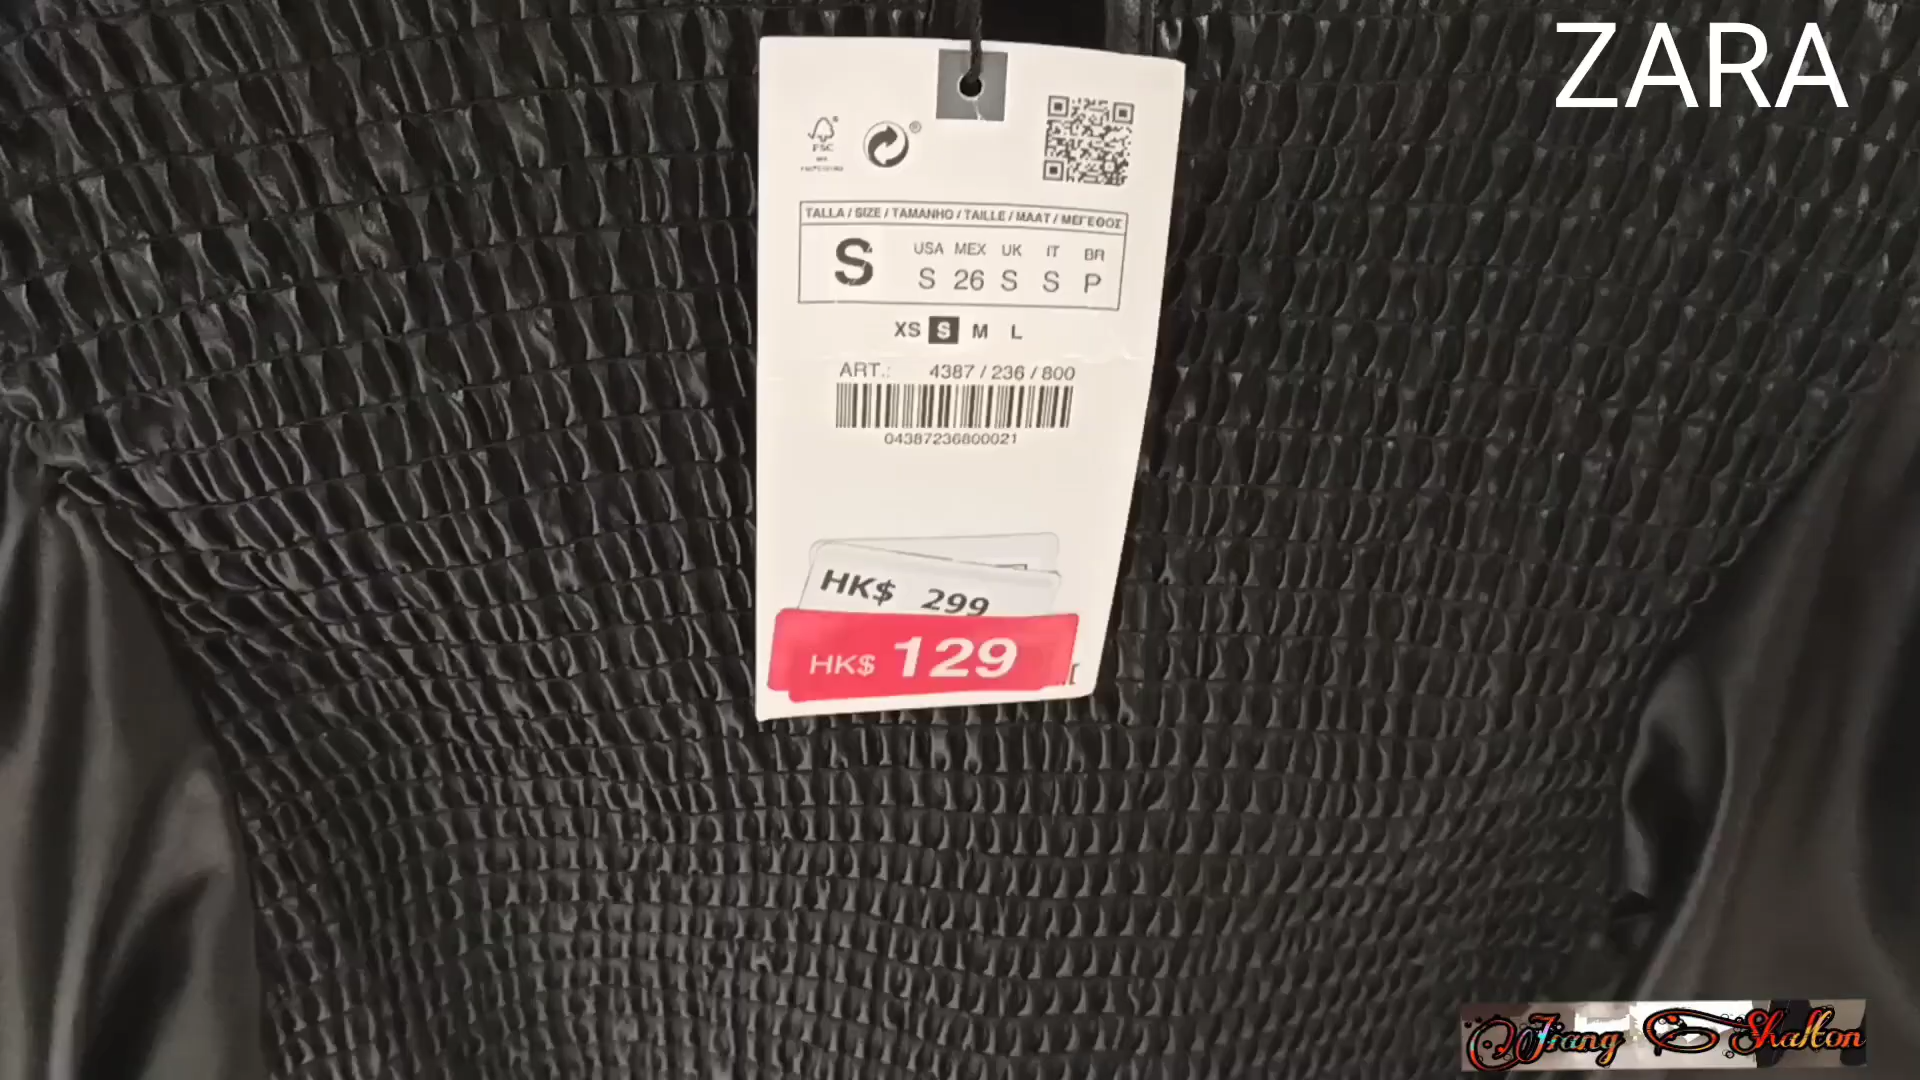 ZARA
FSC
TALLA / SIZE / TAMANHO / TAILLE / MAAT / ΜΕΓΕΘΟΣ
S
USA MEX UK IT BR
S 26 S S P
XS S M L
ART.: 4387 / 236 / 800
04387236800021
HK$ 299
HK$ 129
Jiang Shalton